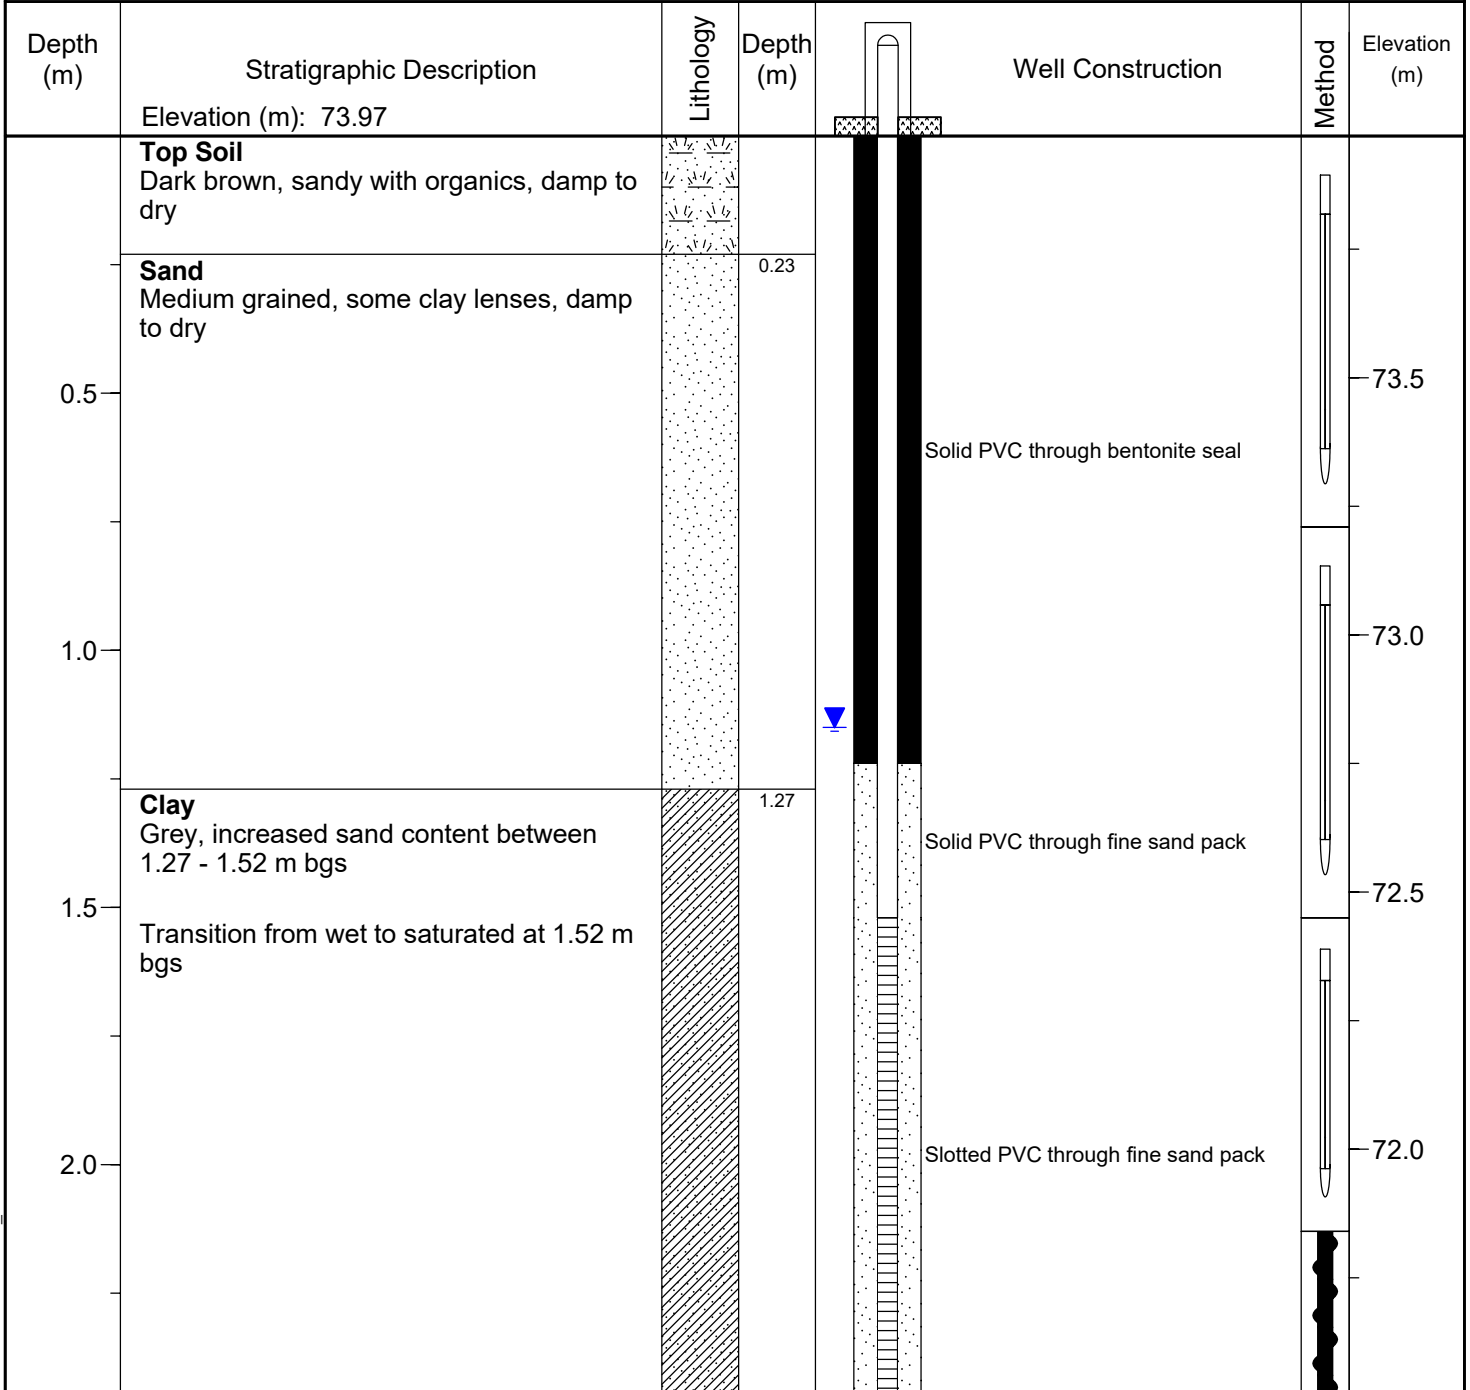 Depth
(m)
Stratigraphic Description
Elevation (m): 73.97
Lithology
Depth
(m)
Well Construction
Method
Elevation
(m)
Top Soil
Dark brown, sandy with organics, damp to
dry
0.23
Sand
Medium grained, some clay lenses, damp
to dry
0.5
73.5
Solid PVC through bentonite seal
1.0
73.0
1.27
Clay
Grey, increased sand content between
1.27 - 1.52 m bgs
Solid PVC through fine sand pack
1.5
72.5
Transition from wet to saturated at 1.52 m
bgs
2.0
Slotted PVC through fine sand pack
72.0